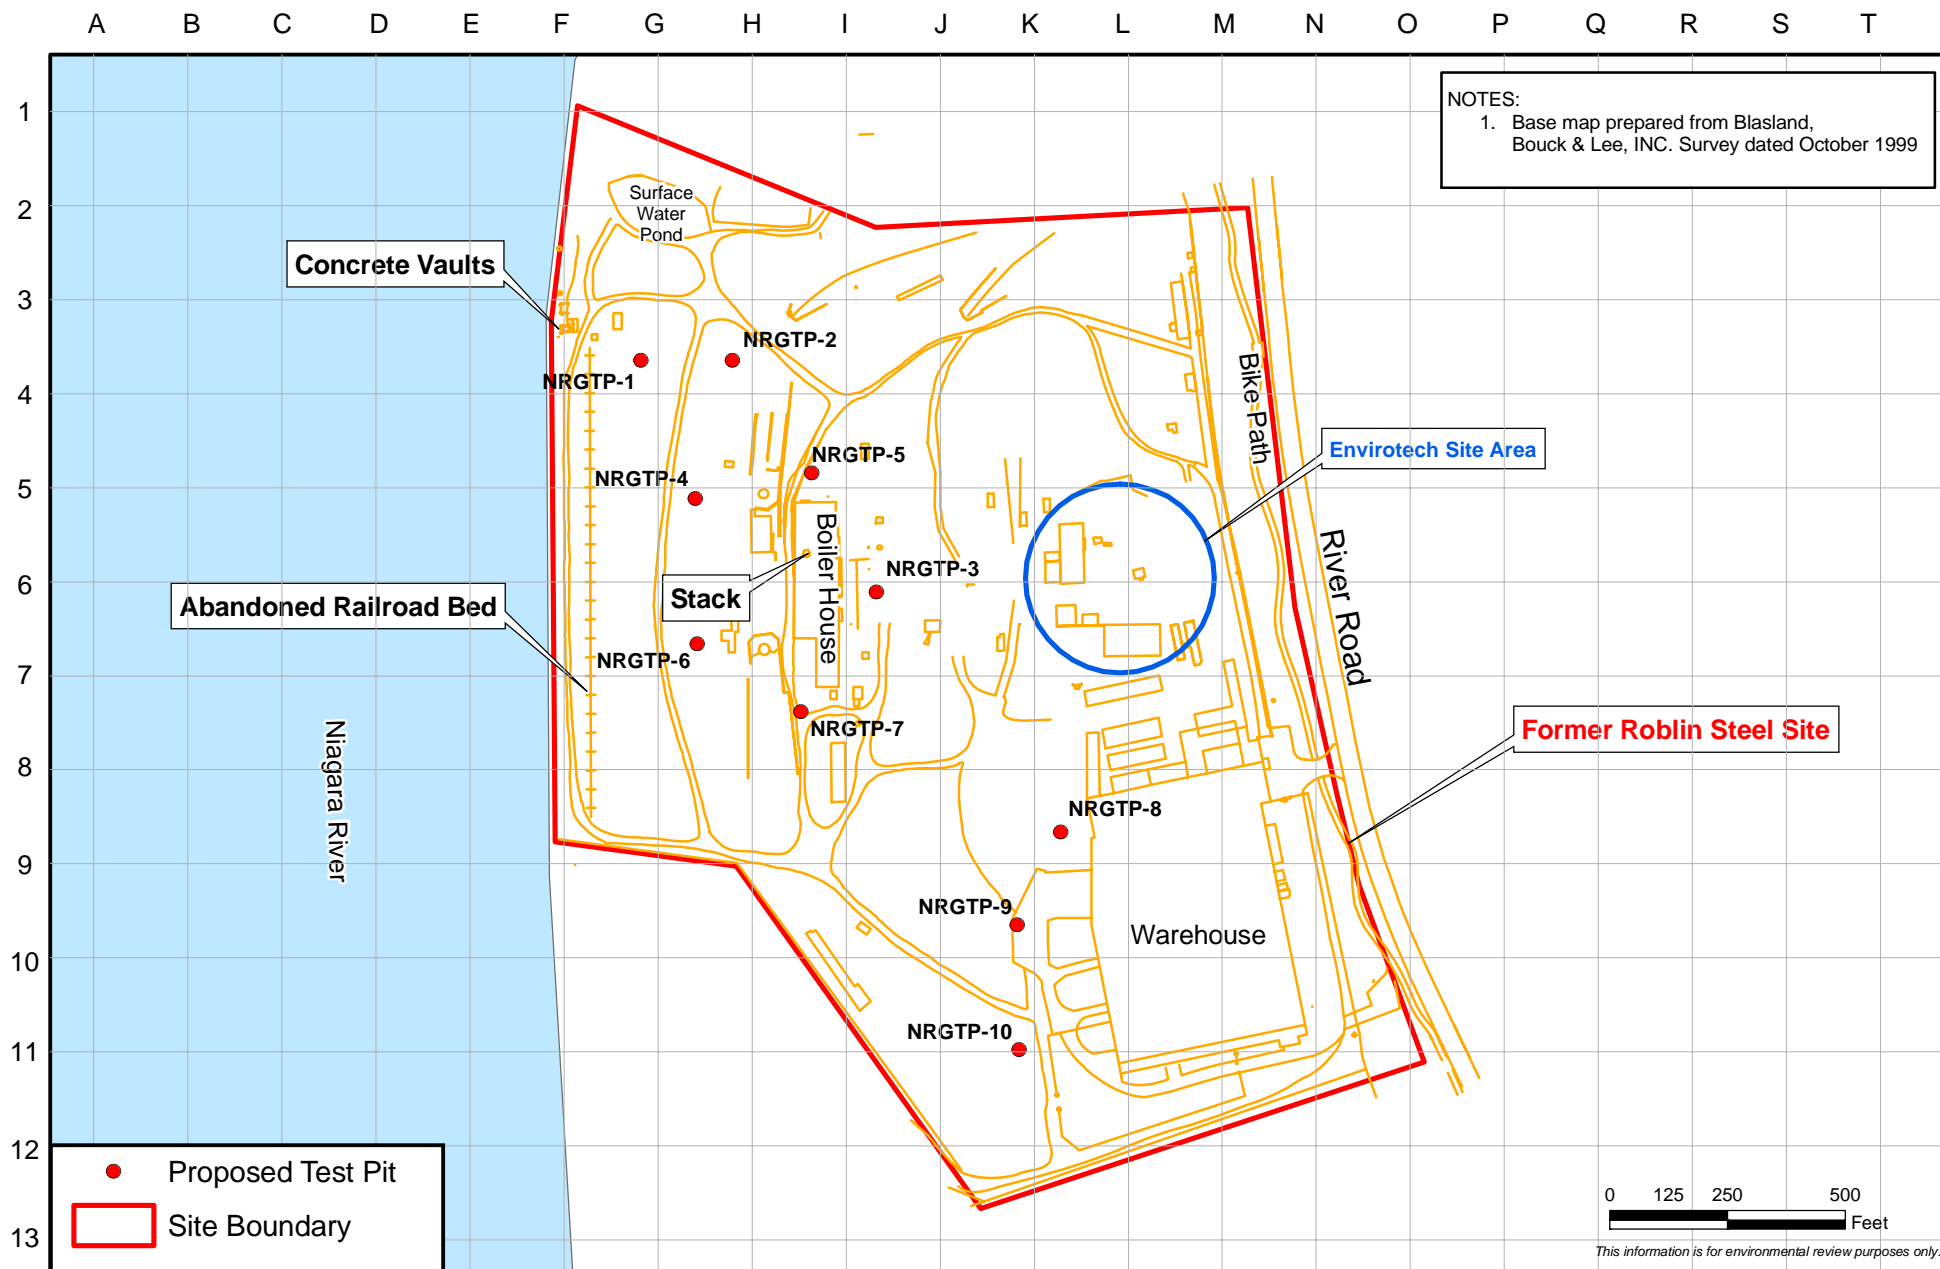 A B C D E F G H I J K L M N O P Q R S T
1
2
3
4
5
6
7
8
9
10
11
12
13
NOTES:
1. Base map prepared from Blasland,
Bouck & Lee, INC. Survey dated October 1999
Surface
Water
Pond
Concrete Vaults
NRGTP-2
NRGTP-1
Bike Path
Envirotech Site Area
NRGTP-5
NRGTP-4
Boiler House
River Road
NRGTP-3
Stack
Abandoned Railroad Bed
NRGTP-6
NRGTP-7
Former Roblin Steel Site
Niagara River
NRGTP-8
NRGTP-9
Warehouse
NRGTP-10
Proposed Test Pit
Site Boundary
0 125 250 500
Feet
This information is for environmental review purposes only.